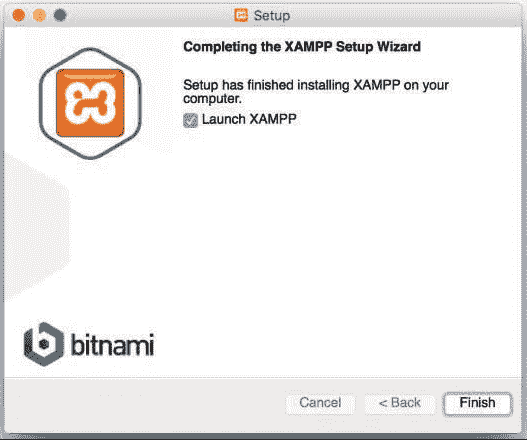 Setup
Completing the XAMPP Setup Wizard
Setup has finished installing XAMPP on your
computer.
Launch XAMPP
bitnami
Cancel
< Back
Finish